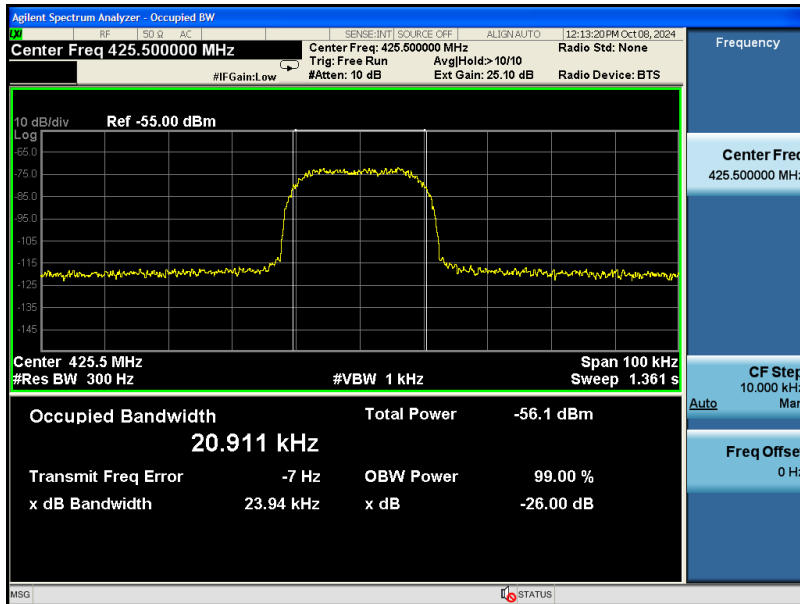 Agilent Spectrum Analyzer - Occupied BW
LXI RF 50 Ω AC SENSE:INT SOURCE OFF ALIGN AUTO 12:13:20 PM Oct 08, 2024
Center Freq 425.500000 MHz
Center Freq: 425.500000 MHz Radio Std: None
Trig: Free Run Avg|Hold:> 10/10
#IFGain:Low #Atten: 10 dB Ext Gain: 25.10 dB Radio Device: BTS
10 dB/div Ref -55.00 dBm
Log
-65.0
-75.0
-85.0
-95.0
-105
-115
-125
-135
-145
Center 425.5 MHz Span 100 kHz
#Res BW 300 Hz #VBW 1 kHz Sweep 1.361 s
Occupied Bandwidth Total Power -56.1 dBm
20.911 kHz
Transmit Freq Error -7 Hz OBW Power 99.00 %
x dB Bandwidth 23.94 kHz x dB -26.00 dB
MSG STATUS
Frequency
Center Freq
425.500000 MHz
CF Step
10.000 kHz
Auto Man
Freq Offset
0 Hz